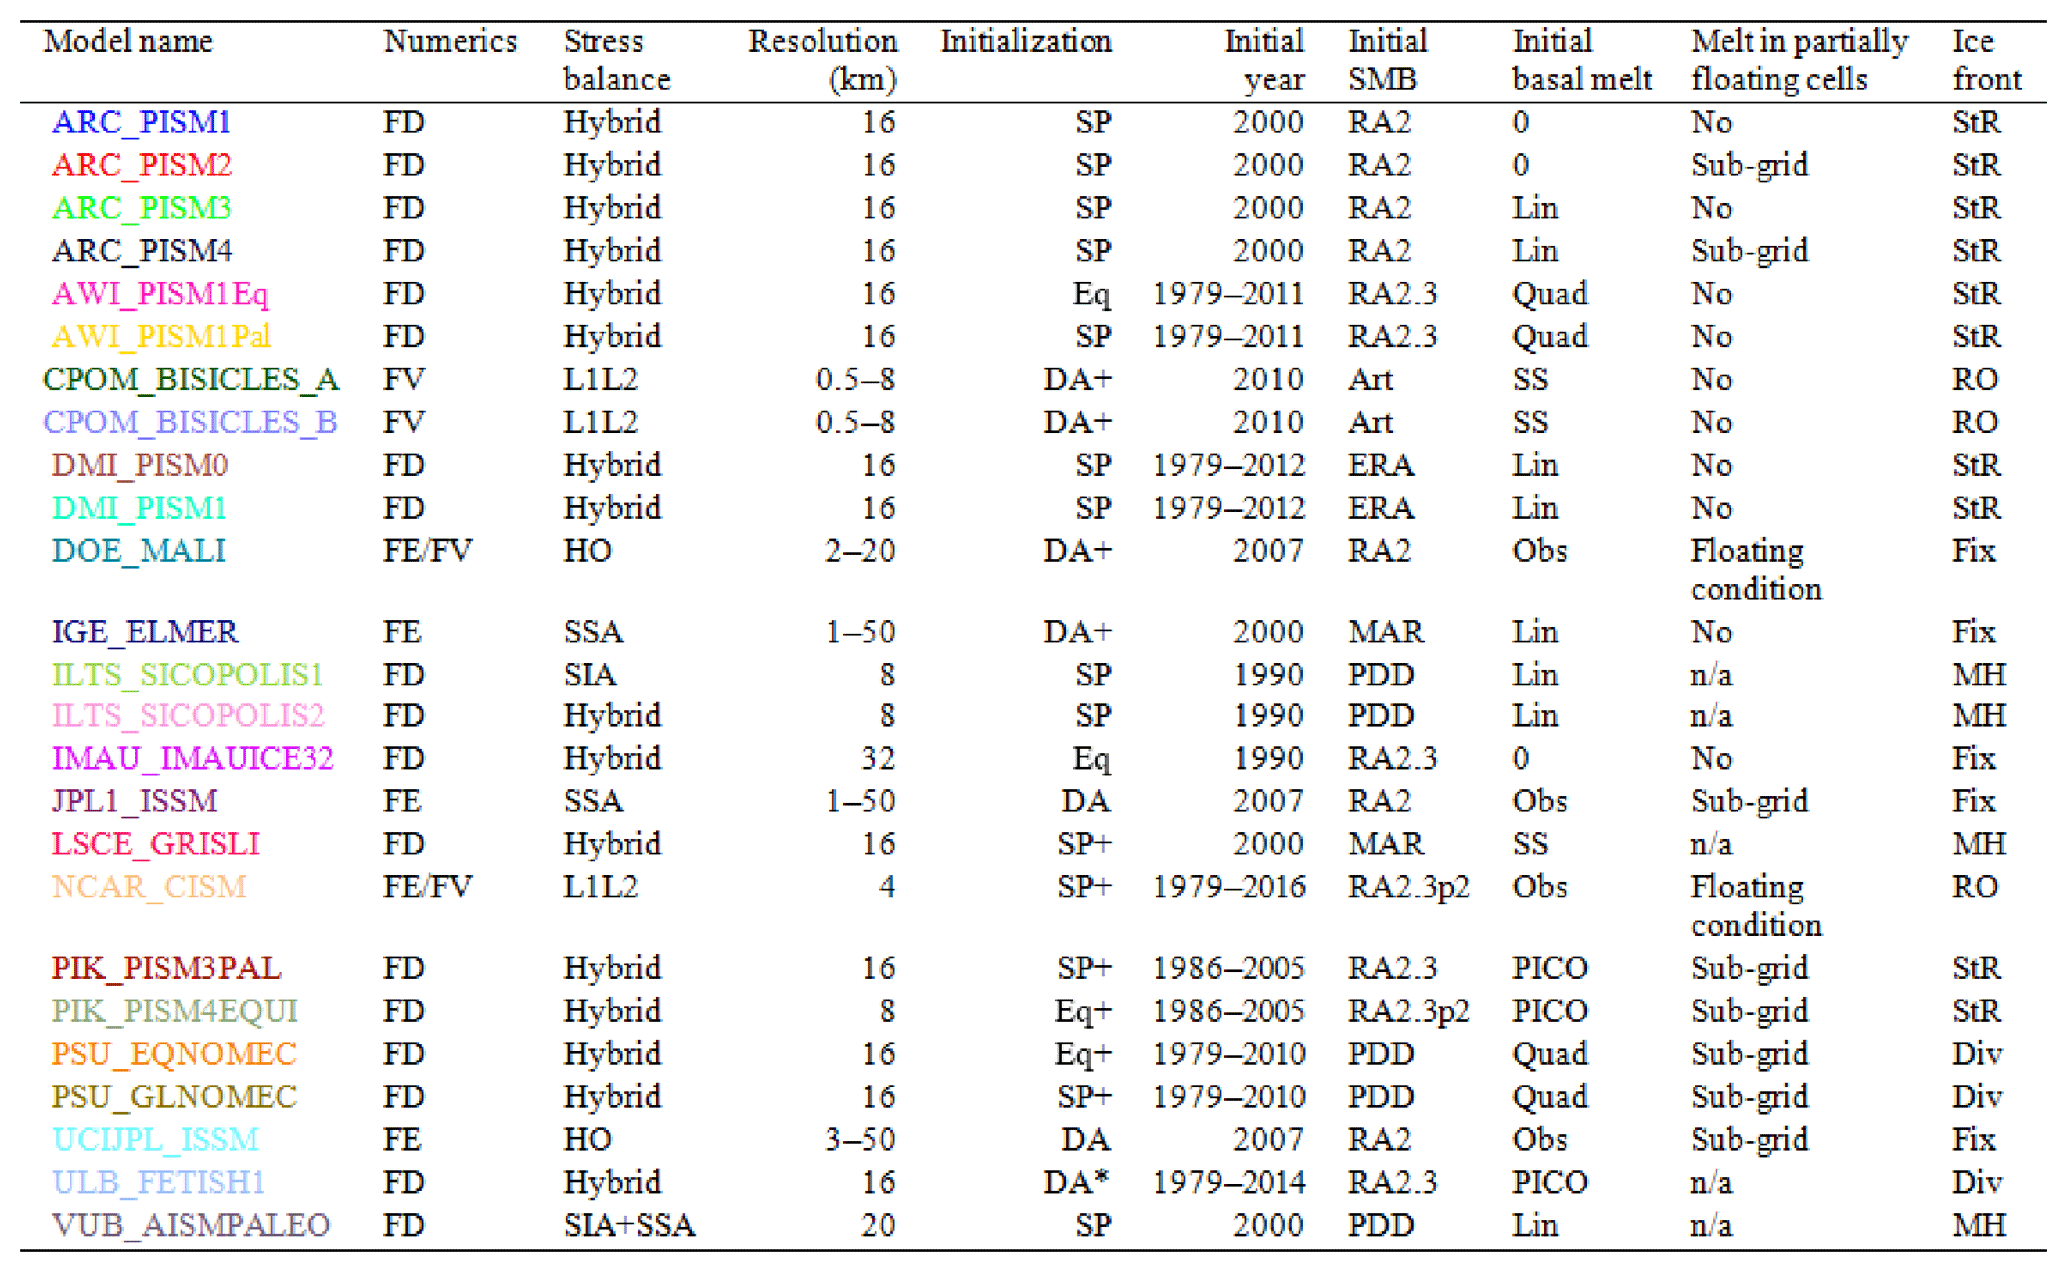 Model name Numerics Stress Resolution Initialization Initial Initial Initial Melt in partially Ice
balance (km) year SMB basal melt floating cells front
ARC_PISM1 FD Hybrid 16 SP 2000 RA2 0 No StR
ARC_PISM2 FD Hybrid 16 SP 2000 RA2 0 Sub-grid StR
ARC_PISM3 FD Hybrid 16 SP 2000 RA2 Lin No StR
ARC_PISM4 FD Hybrid 16 SP 2000 RA2 Lin Sub-grid StR
AWI_PISM1Eq FD Hybrid 16 Eq 1979–2011 RA2.3 Quad No StR
AWI_PISM1Pal FD Hybrid 16 SP 1979–2011 RA2.3 Quad No StR
CPOM_BISICLES_A FV L1L2 0.5–8 DA+ 2010 Art SS No RO
CPOM_BISICLES_B FV L1L2 0.5–8 DA+ 2010 Art SS No RO
DMI_PISM0 FD Hybrid 16 SP 1979–2012 ERA Lin No StR
DMI_PISM1 FD Hybrid 16 SP 1979–2012 ERA Lin No StR
DOE_MALI FE/FV HO 2–20 DA+ 2007 RA2 Obs Floating Fix
condition
IGE_ELMER FE SSA 1–50 DA+ 2000 MAR Lin No Fix
ILTS_SICOPOLIS1 FD SIA 8 SP 1990 PDD Lin n/a MH
ILTS_SICOPOLIS2 FD Hybrid 8 SP 1990 PDD Lin n/a MH
IMAU_IMAUICE32 FD Hybrid 32 Eq 1990 RA2.3 0 No Fix
JPL1_ISSM FE SSA 1–50 DA 2007 RA2 Obs Sub-grid Fix
LSCE_GRISLI FD Hybrid 16 SP+ 2000 MAR SS n/a MH
NCAR_CISM FE/FV L1L2 4 SP+ 1979–2016 RA2.3p2 Obs Floating RO
condition
PIK_PISM3PAL FD Hybrid 16 SP+ 1986–2005 RA2.3 PICO Sub-grid StR
PIK_PISM4EQUI FD Hybrid 8 Eq+ 1986–2005 RA2.3p2 PICO Sub-grid StR
PSU_EQNOMEC FD Hybrid 16 Eq+ 1979–2010 PDD Quad Sub-grid Div
PSU_GLNOMEC FD Hybrid 16 SP+ 1979–2010 PDD Quad Sub-grid Div
UCIJPL_ISSM FE HO 3–50 DA 2007 RA2 Obs Sub-grid Fix
ULB_FETISH1 FD Hybrid 16 DA* 1979–2014 RA2.3 PICO n/a Div
VUB_AISMPALEO FD SIA+SSA 20 SP 2000 PDD Lin n/a MH